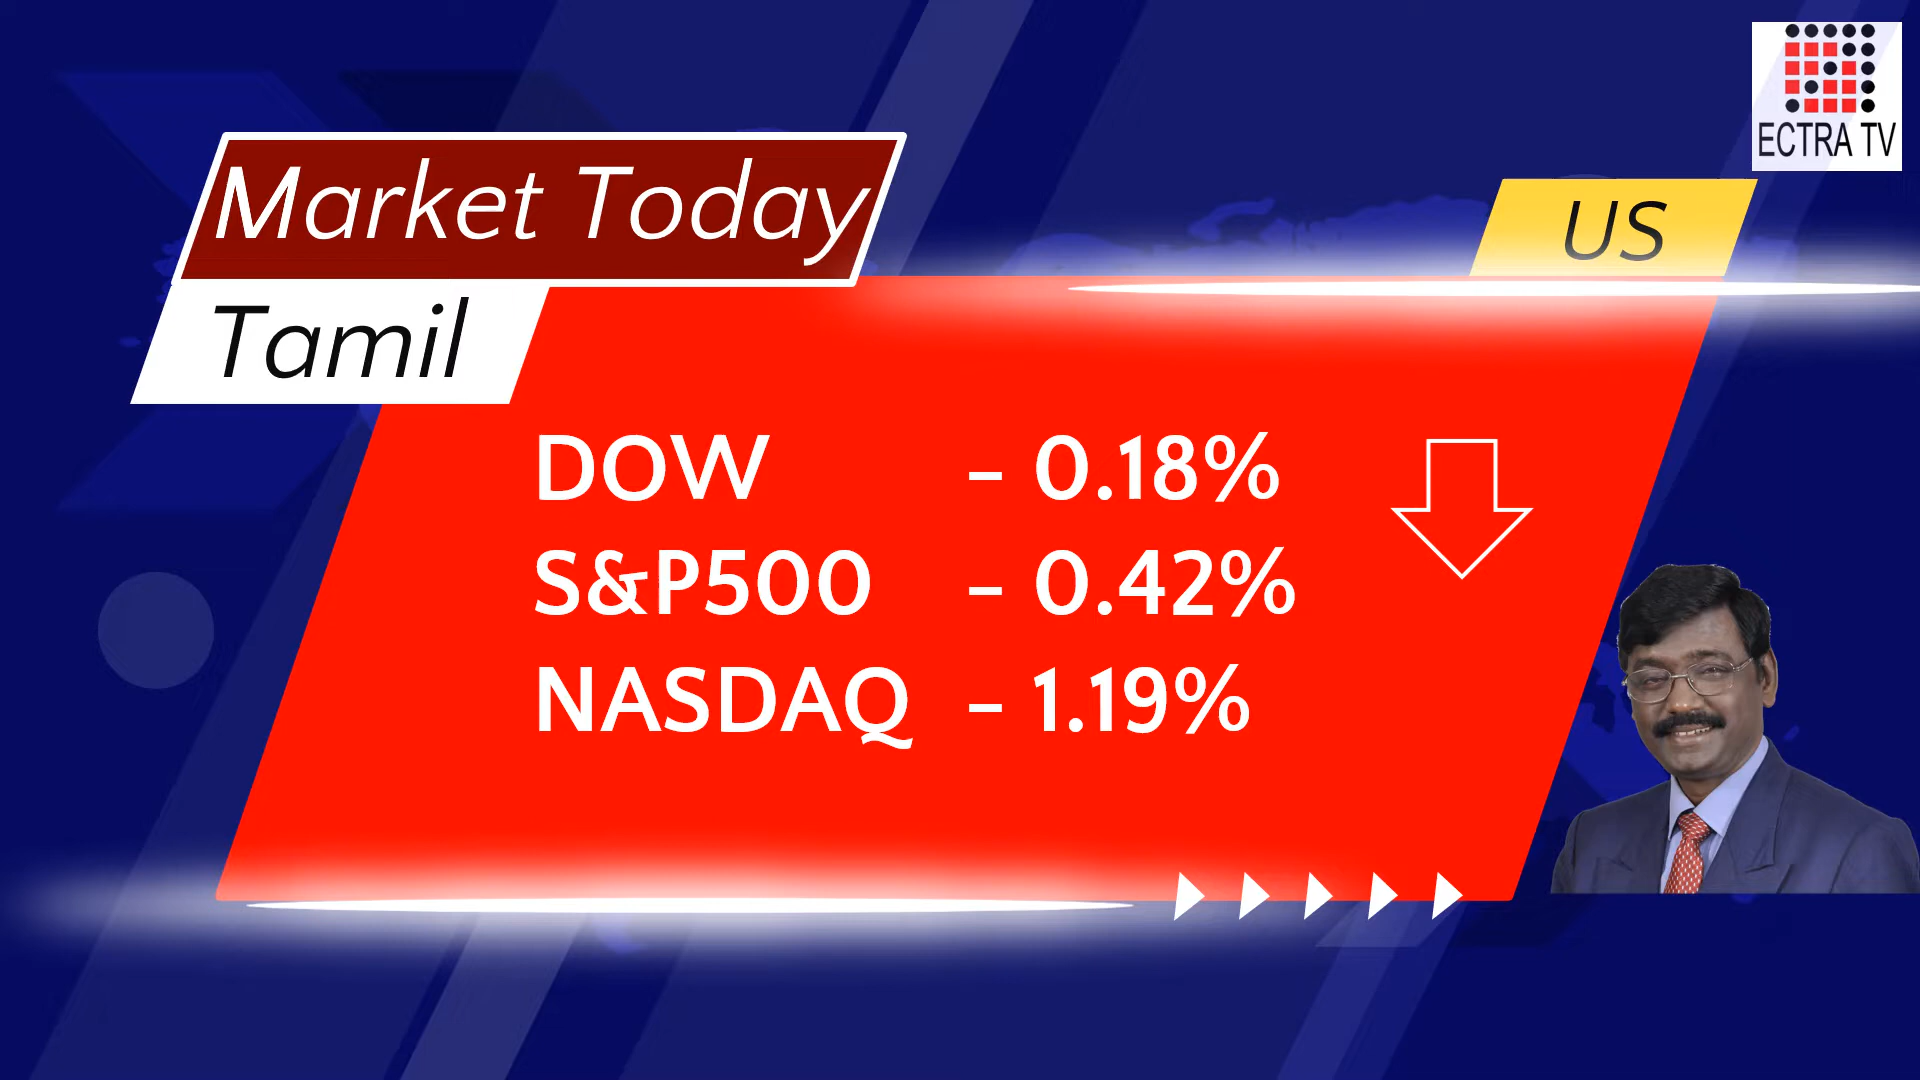 ECTRA TV
Market Today
US
Tamil
DOW – 0.18%
S&P500 – 0.42%
NASDAQ – 1.19%